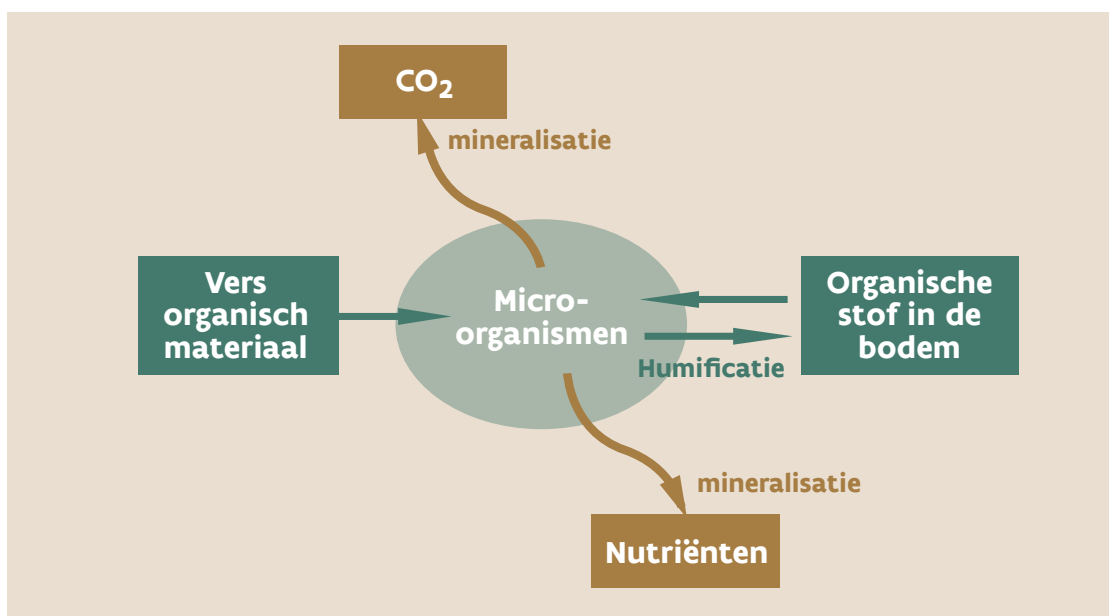 CO2
mineralisatie
Vers
organisch
materiaal
Micro-
organismen
Organische
stof in de
bodem
Humificatie
mineralisatie
Nutriënten